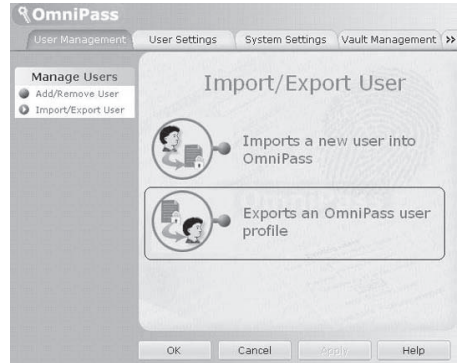 OmniPass
User Management
User Settings
System Settings
Vault Management
Manage Users
Add/Remove User
Import/Export User
Import/Export User
Imports a new user into
OmniPass
Exports an OmniPass user
profile
OK
Cancel
Apply
Help